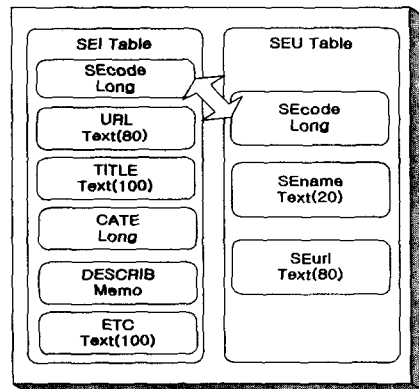 SEI Table
SEcode
Long
URL
Text(80)
TITLE
Text(100)
CATE
Long
DESCRIB
Memo
ETC
Text(100)
SEU Table
SEcode
Long
SEname
Text(20)
SEurl
Text(80)